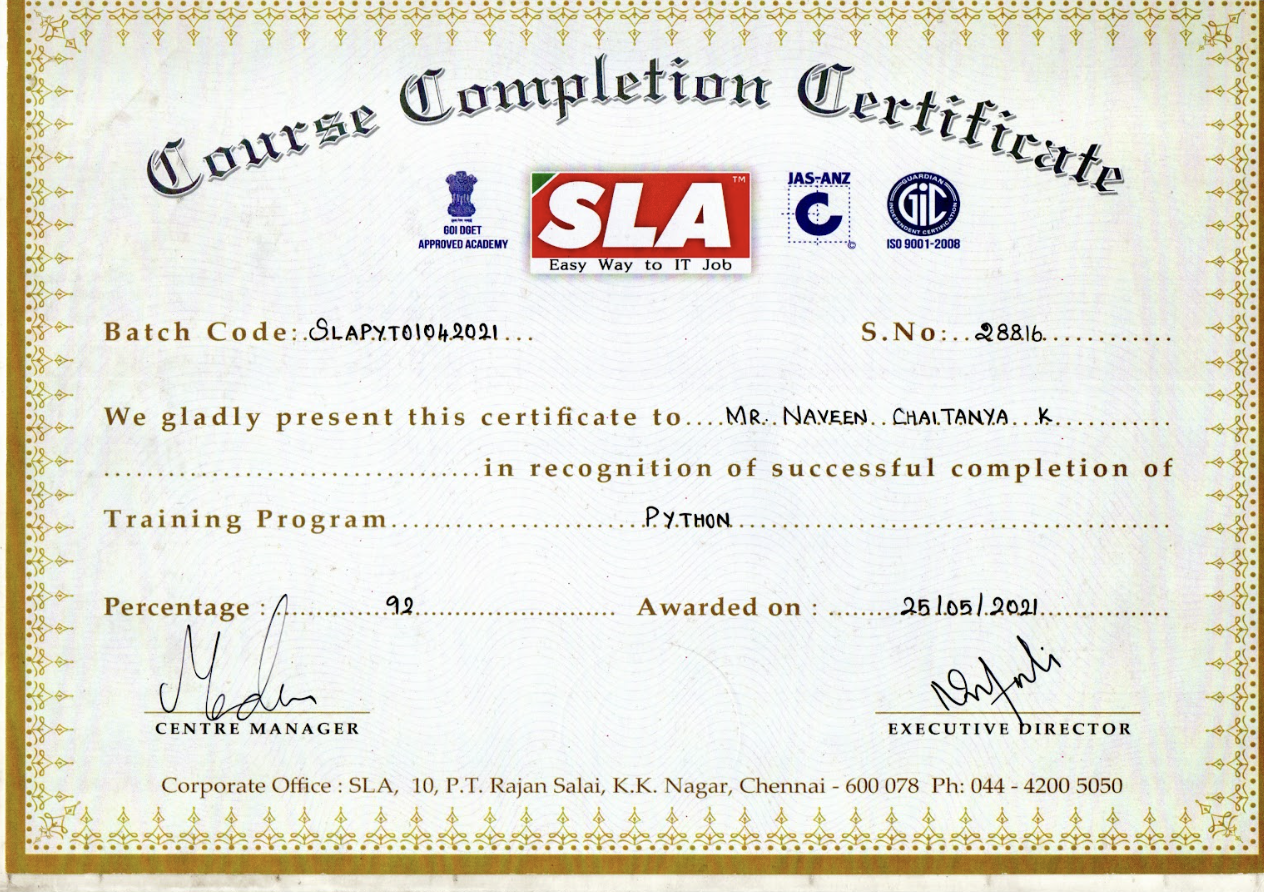 Course Completion Certificate
GOI DGET
APPROVED ACADEMY
SLA™
Easy Way to IT Job
JAS-ANZ
©
GUARDIAN
GIC
INDEPENDENT CERTIFICATION
ISO 9001-2008
Batch Code: SLAPYT01042021
S.No: 28816
We gladly present this certificate to MR. NAVEEN CHAITANYA K
in recognition of successful completion of
Training Program PYTHON
Percentage : 92 Awarded on : 25/05/2021
CENTRE MANAGER
EXECUTIVE DIRECTOR
Corporate Office : SLA, 10, P.T. Rajan Salai, K.K. Nagar, Chennai - 600 078 Ph: 044 - 4200 5050